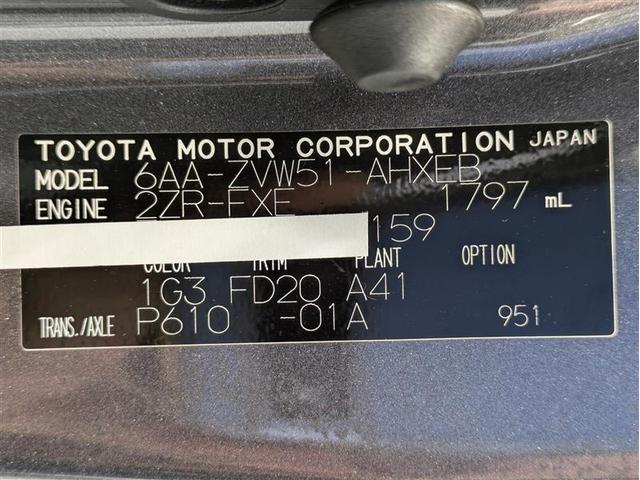 TOYOTA MOTOR CORPORATION JAPAN
MODEL 6AA-ZVW51-AHXEB
ENGINE 2ZR-FXE 1797 mL
159
COLOR TRIM PLANT OPTION
1G3 FD20 A41
TRANS./AXLE P610 -01A 951